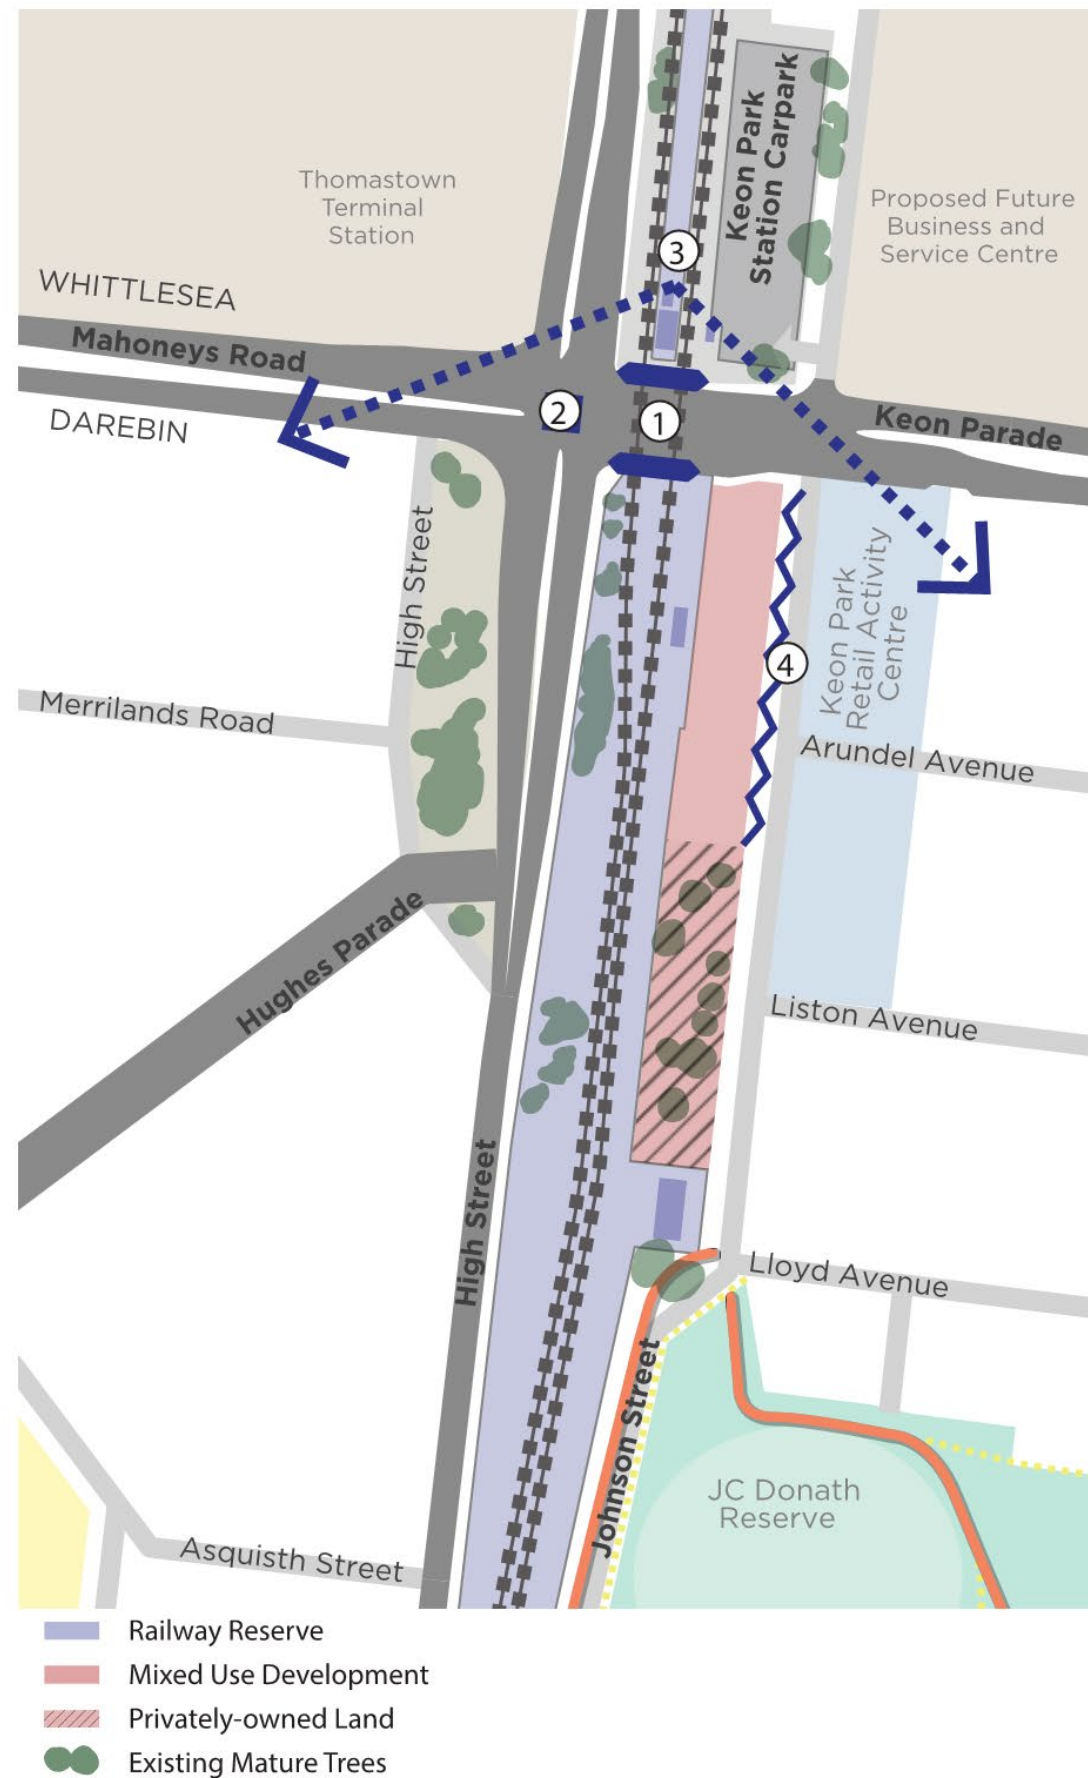 Thomastown
Terminal
Station
Keon Park
Station Carpark
Proposed Future
Business and
Service Centre
3
WHITTLESEA
Mahoneys Road
DAREBIN
2
1
Keon Parade
High Street
Keon Park
Retail Activity
Centre
4
Merrilands Road
Arundel Avenue
Hughes Parade
Liston Avenue
High Street
Lloyd Avenue
Johnson Street
JC Donath
Reserve
Asquisth Street
Railway Reserve
Mixed Use Development
Privately-owned Land
Existing Mature Trees